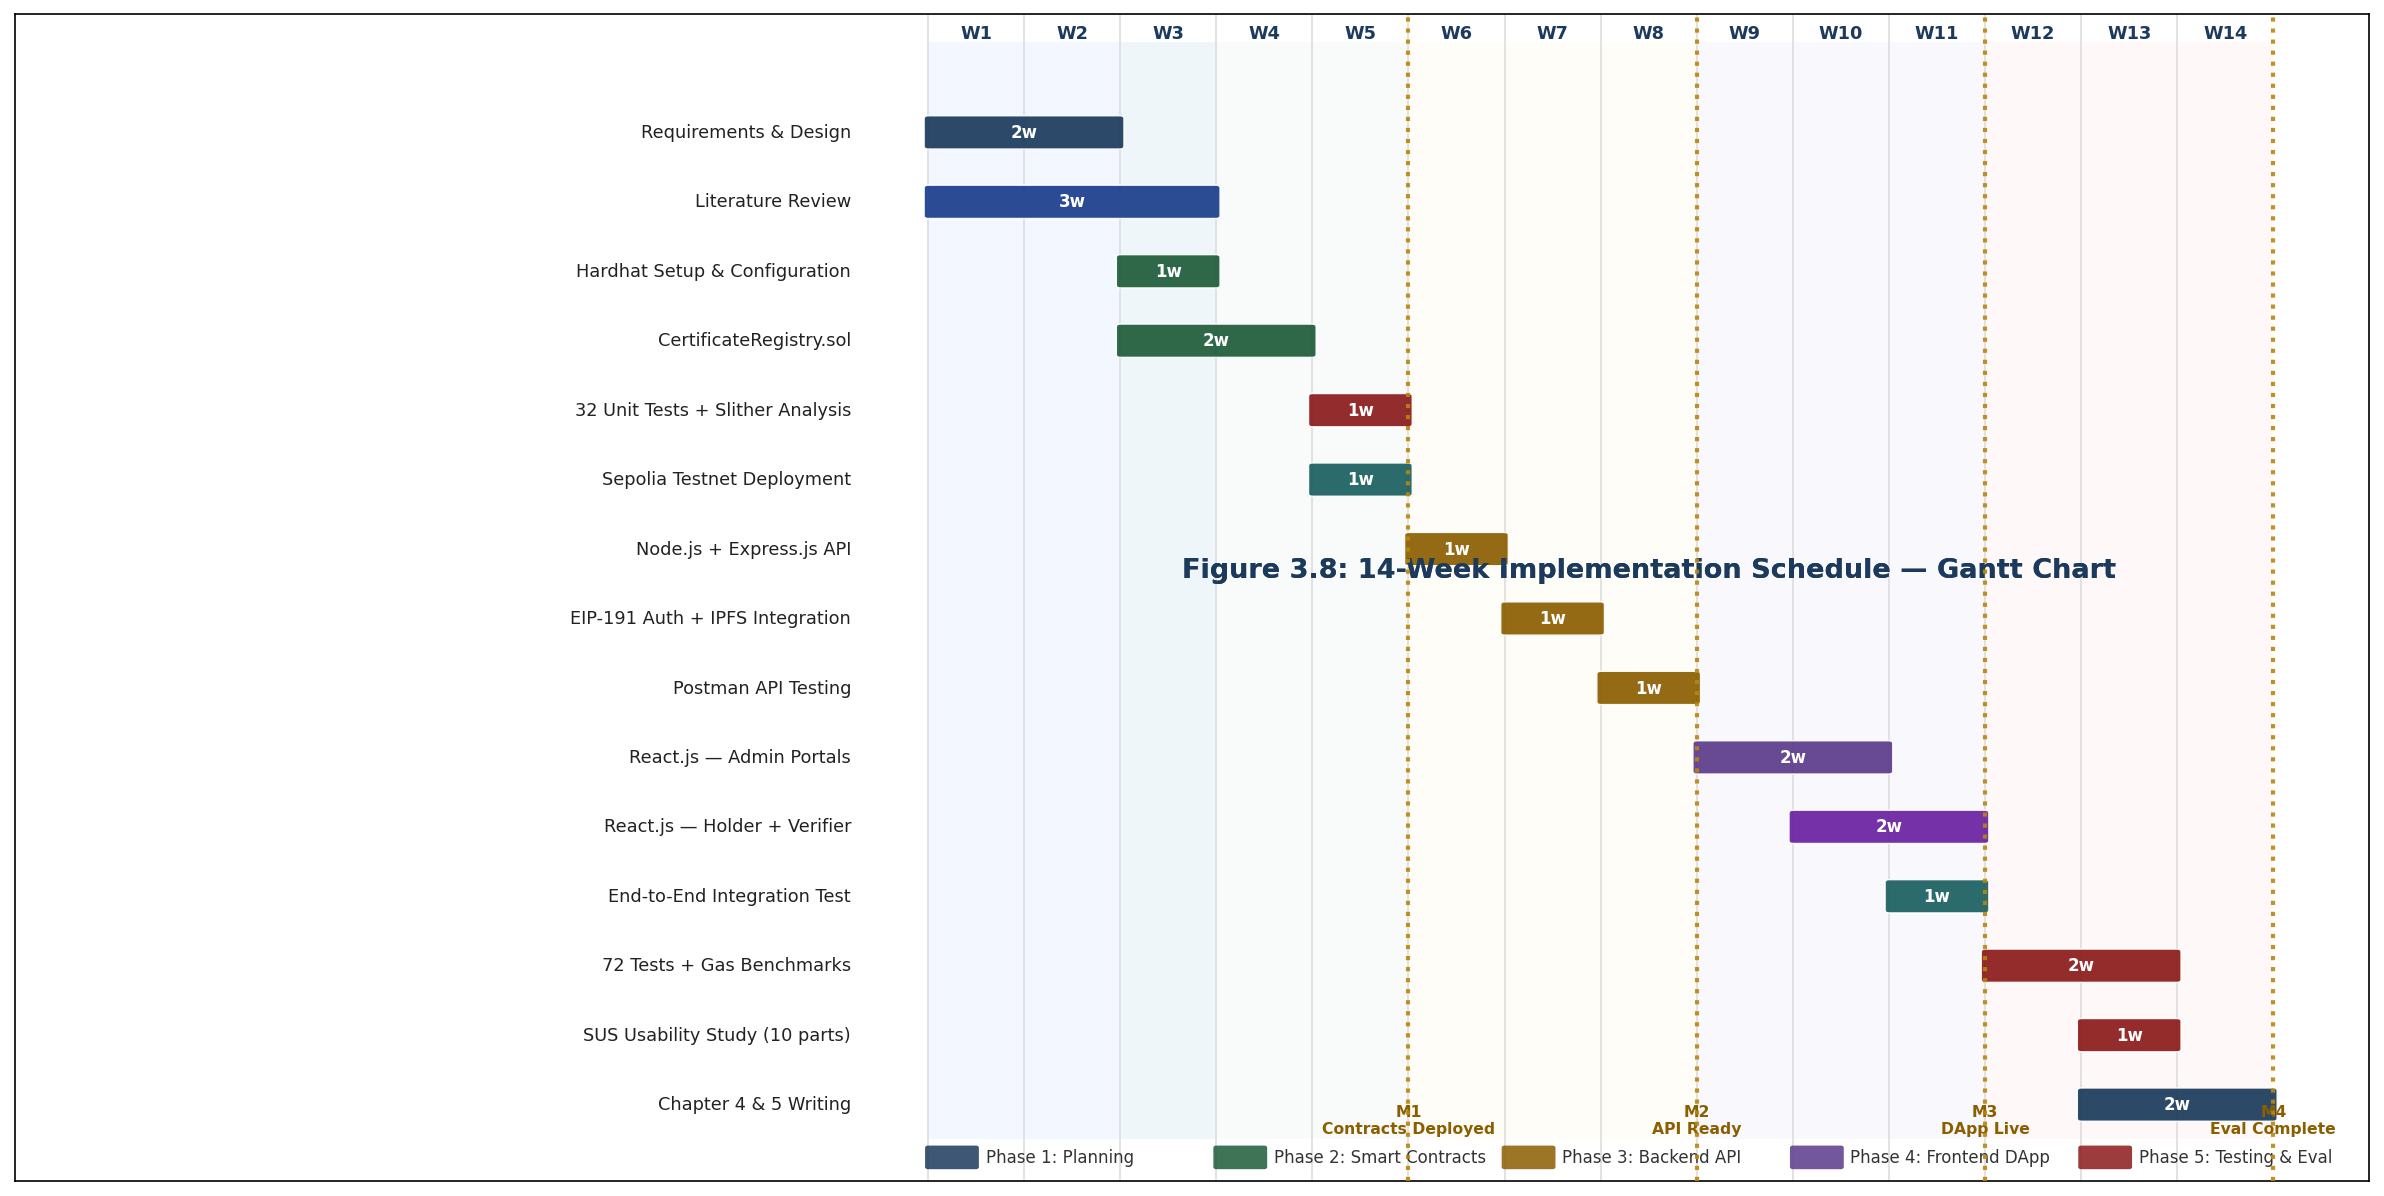 W1 W2 W3 W4 W5 W6 W7 W8 W9 W10 W11 W12 W13 W14
Requirements & Design 2w
Literature Review 3w
Hardhat Setup & Configuration 1w
CertificateRegistry.sol 2w
32 Unit Tests + Slither Analysis 1w
Sepolia Testnet Deployment 1w
Node.js + Express.js API 1w
Figure 3.8: 14-Week Implementation Schedule — Gantt Chart
EIP-191 Auth + IPFS Integration 1w
Postman API Testing 1w
React.js — Admin Portals 2w
React.js — Holder + Verifier 2w
End-to-End Integration Test 1w
72 Tests + Gas Benchmarks 2w
SUS Usability Study (10 parts) 1w
Chapter 4 & 5 Writing 2w
M1 M2 M3 M4
Contracts Deployed API Ready DApp Live Eval Complete
Phase 1: Planning Phase 2: Smart Contracts Phase 3: Backend API Phase 4: Frontend DApp Phase 5: Testing & Eval